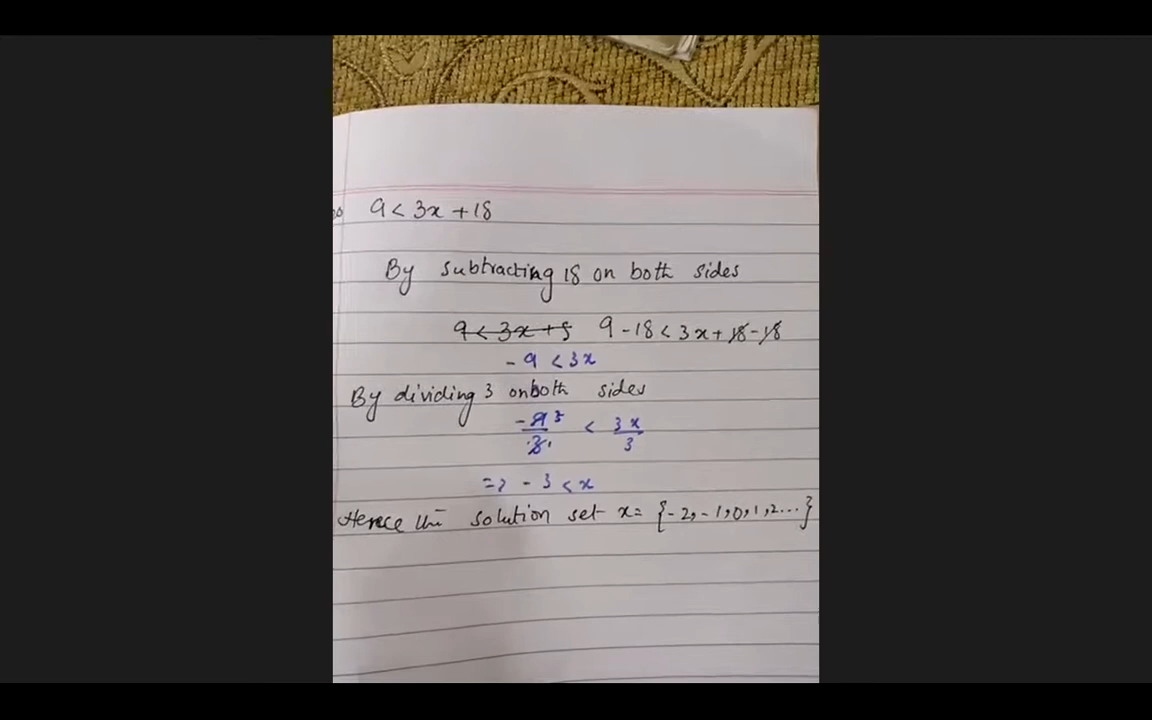 9 < 3x + 18
By subtracting 18 on both sides
9 < 3x + 5 9 - 18 < 3x + 18 - 18
- 9 < 3x
By dividing 3 on both sides
-9 3 / 3 < 3x / 3
=> - 3 < x
Hence the solution set x = {-2, -1, 0, 1, 2...}